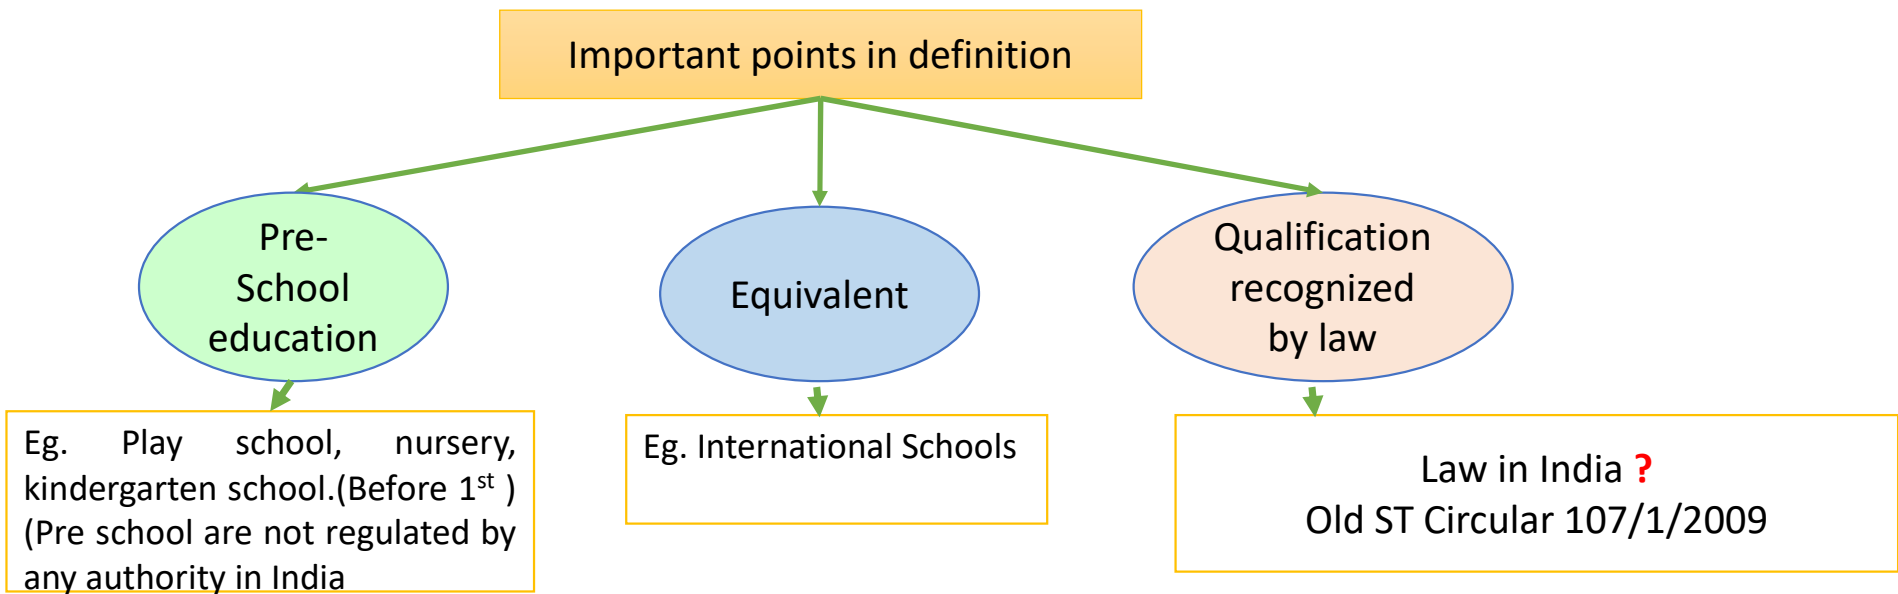 Important points in definition
Pre-
School
education
Equivalent
Qualification
recognized
by law
Eg. Play school, nursery,
kindergarten school.(Before 1st )
(Pre school are not regulated by
any authority in India
Eg. International Schools
Law in India ?
Old ST Circular 107/1/2009